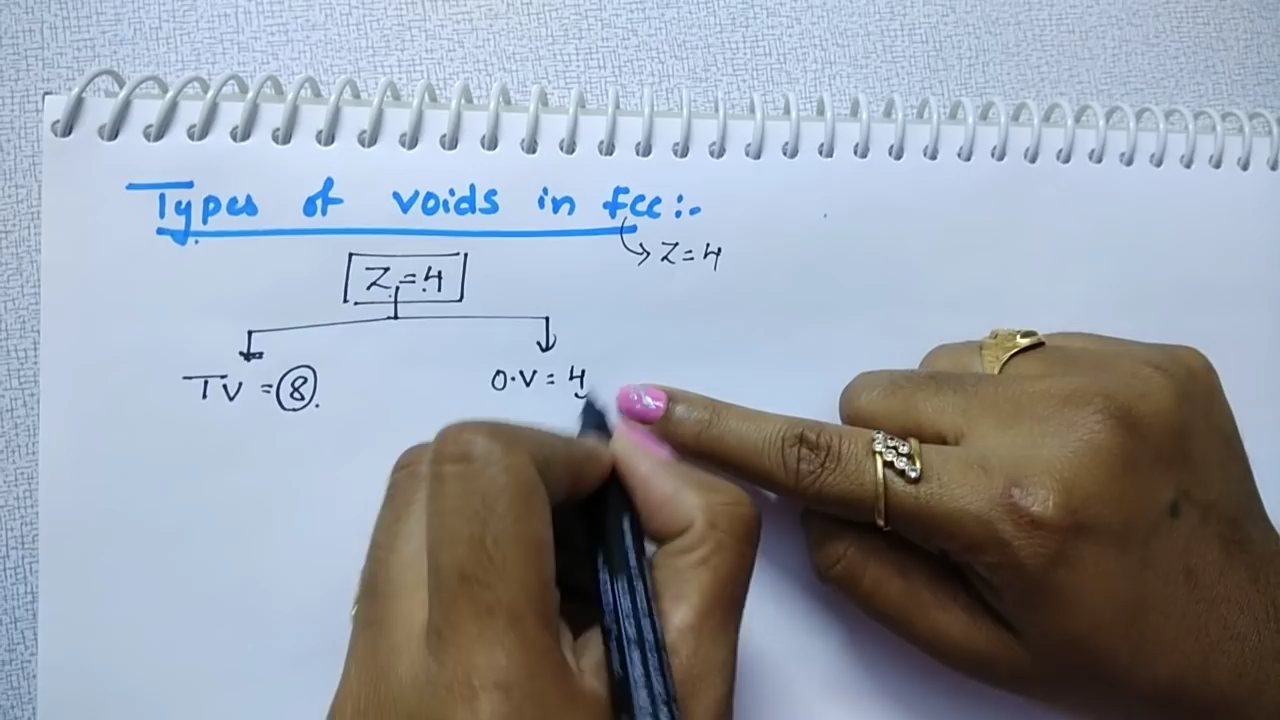 Types of voids in fcc:-
Z=4
Z=4
TV = 8.
O.V = 4